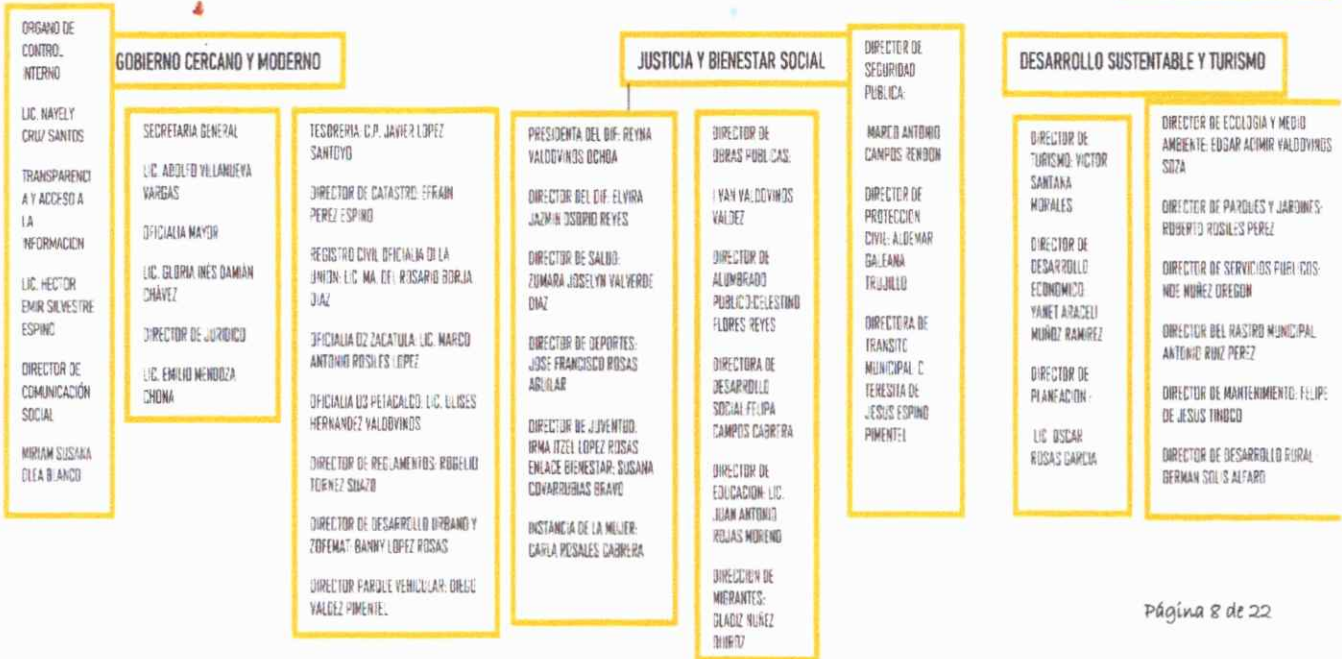 ORGANO DE
CONTROL
INTERNO
LIC. NAYELY
CRUZ SANTOS
TRANSPARENCI
A Y ACCESO A
LA
INFORMACION
LIC. HECTOR
EMIR SILVESTRE
ESPINO
DIRECTOR DE
COMUNICACIÓN
SOCIAL
MIRIAM SUSANA
OLEA BLANCO
GOBIERNO CERCANO Y MODERNO
SECRETARIA GENERAL
LIC. ADOLFO VILLANUEVA
VARGAS
OFICIALIA MAYOR
LIC. GLORIA INÉS DAMIÁN
CHÁVEZ
DIRECTOR DE JURIDICO
LIC. EMILIO MENDOZA
CHONA
TESORERIA: C.P. JAVIER LOPEZ
SANTOYO
DIRECTOR DE CATASTRO: EFRAIN
PEREZ ESPINO
REGISTRO CIVIL OFICIALIA 01 LA
UNION: LIC. MA. DEL ROSARIO BORJA
DIAZ
OFICIALIA 02 ZACATULA: LIC. MARCO
ANTONIO ROSILES LOPEZ
OFICIALIA 03 PETACALCO: LIC. ULISES
HERNANDEZ VALDOVINOS
DIRECTOR DE REGLAMENTOS: ROGELIO
TORNEZ SUAZO
DIRECTOR DE DESARROLLO URBANO Y
ZOFEMAT: BANNY LOPEZ ROSAS
DIRECTOR PARQUE VEHICULAR: DIEGO
VALDEZ PIMENTEL
JUSTICIA Y BIENESTAR SOCIAL
PRESIDENTA DEL DIF: REYNA
VALDOVINOS OCHOA
DIRECTOR DEL DIF: ELVIRA
JAZMIN OSORIO REYES
DIRECTOR DE SALUD:
ZUMARA JOSELYN VALVERDE
DIAZ
DIRECTOR DE DEPORTES:
JOSE FRANCISCO ROSAS
AGUILAR
DIRECTOR DE JUVENTUD:
IRMA ITZEL LOPEZ ROSAS
ENLACE BIENESTAR: SUSANA
COVARRUBIAS BRAVO
INSTANCIA DE LA MUJER:
CARLA ROSALES CABRERA
DIRECTOR DE
OBRAS PUBLICAS:
IVAN VALDOVINOS
VALDEZ
DIRECTOR DE
ALUMBRADO
PUBLICO:CELESTINO
FLORES REYES
DIRECTORA DE
DESARROLLO
SOCIAL FELIPA
CAMPOS CABRERA
DIRECTOR DE
EDUCACION: LIC.
JUAN ANTONIO
ROJAS MORENO
DIRECCION DE
MIGRANTES:
GLADIZ NUÑEZ
QUIROZ
DIRECTOR DE
SEGURIDAD
PUBLICA:
MARCO ANTONIO
CAMPOS RENDON
DIRECTOR DE
PROTECCION
CIVIL: ALDEMAR
GALEANA
TRUJILLO
DIRECTORA DE
TRANSITO
MUNICIPAL C
TERESITA DE
JESUS ESPINO
PIMENTEL
DESARROLLO SUSTENTABLE Y TURISMO
DIRECTOR DE
TURISMO: VICTOR
SANTANA
MORALES
DIRECTOR DE
DESARROLLO
ECONOMICO
YANET ARACELI
MUÑOZ RAMIREZ
DIRECTOR DE
PLANEACION-
LIC OSCAR
ROSAS GARCIA
DIRECTOR DE ECOLOGIA Y MEDIO
AMBIENTE: EDGAR ADIMIR VALDOVINOS
SOZA
DIRECTOR DE PARQUES Y JARDINES-
ROBERTO ROSILES PEREZ
DIRECTOR DE SERVICIOS PUBLICOS:
NOE NUÑEZ OREGON
DIRECTOR DEL RASTRO MUNICIPAL
ANTONIO RUIZ PEREZ
DIRECTOR DE MANTENIMIENTO: FELIPE
DE JESUS TINOCO
DIRECTOR DE DESARROLLO RURAL-
GERMAN SOLIS ALFARO
Página 8 de 22